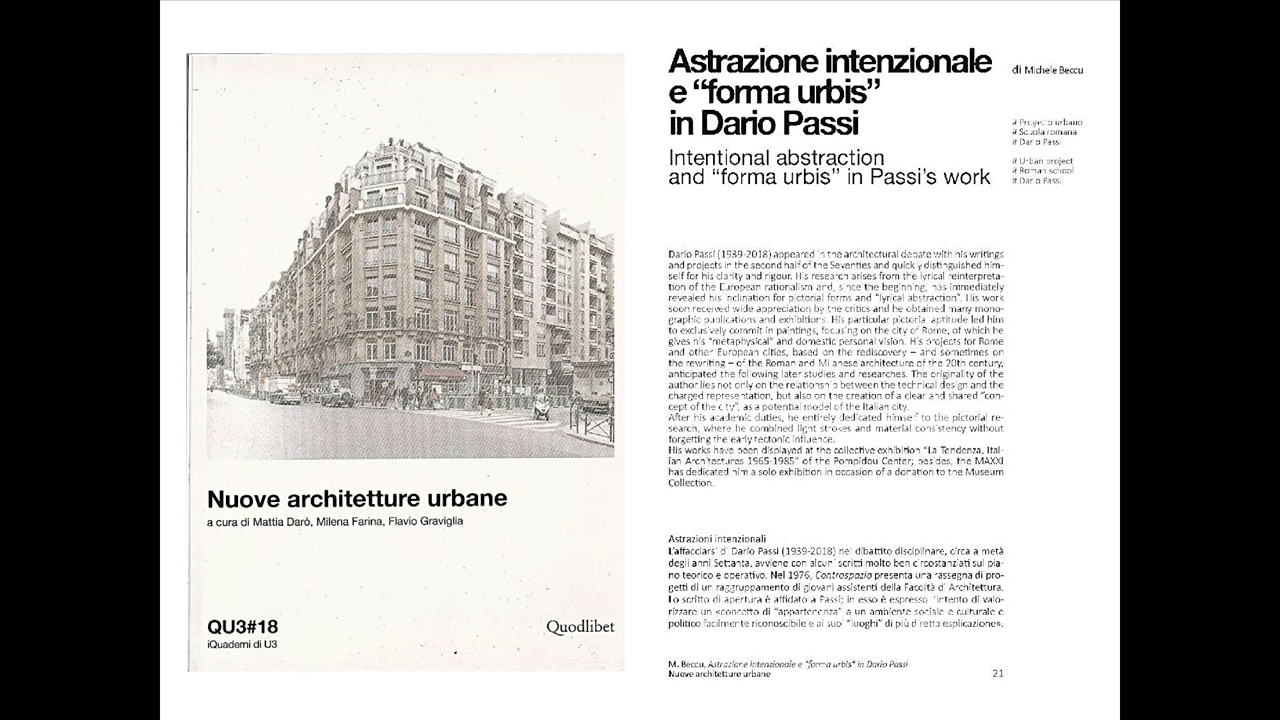 Nuove architetture urbane
a cura di Mattia Darò, Milena Farina, Flavio Graviglia
QU3#18
iQuaderni di U3
Quodlibet
Astrazione intenzionale
e “forma urbis”
in Dario Passi
Intentional abstraction
and “forma urbis” in Passi’s work
di Michele Beccu
# Progetto urbano
# Scuola romana
# Dario Passi
# Urban project
# Roman school
# Dario Passi
Dario Passi (1939-2018) appeared in the architectural debate with his writings
and projects in the second half of the Seventies and quickly distinguished him-
self for his clarity and rigour. His research arises from the lyrical reinterpreta-
tion of the European rationalism and, since the beginning, has immediately
revealed his inclination for pictorial forms and “lyrical abstraction”. His work
soon received wide appreciation by the critics and he obtained many mono-
graphic publications and exhibitions. His particular pictorial aptitude led him
to exclusively commit in paintings, focusing on the city of Rome, of which he
gives his “metaphysical” and domestic personal vision. His projects for Rome
and other European cities, based on the rediscovery – and sometimes on
the rewriting – of the Roman and Milanese architecture of the 20th century,
anticipated the following later studies and researches. The originality of the
author lies not only on the relationship between the technical design and the
charged representation, but also on the creation of a clear and shared “con-
cept of the city”, as a potential model of the Italian city.
After his academic duties, he entirely dedicated himself to the pictorial re-
search, where he combined light strokes and material consistency without
forgetting the early tectonic influence.
His works have been displayed at the collective exhibition “La Tendenza, Ital-
ian Architectures 1965-1985” of the Pompidou Center; besides, the MAXXI
has dedicated him a solo exhibition in occasion of a donation to the Museum
Collection.
Astrazioni intenzionali
L’affacciarsi di Dario Passi (1939-2018) nel dibattito disciplinare, circa a metà
degli anni Settanta, avviene con alcuni scritti molto ben circostanziati sul pia-
no teorico e operativo. Nel 1976, Controspazio presenta una rassegna di pro-
getti di un raggruppamento di giovani assistenti della Facoltà di Architettura.
Lo scritto di apertura è affidato a Passi; in esso è espresso l’intento di valo-
rizzare un «concetto di “appartenenza” a un ambiente sociale e culturale e
politico facilmente riconoscibile e ai suoi “luoghi” di più diretta esplicazione».
M. Beccu, Astrazione intenzionale e “forma urbis” in Dario Passi
Nuove architetture urbane
21